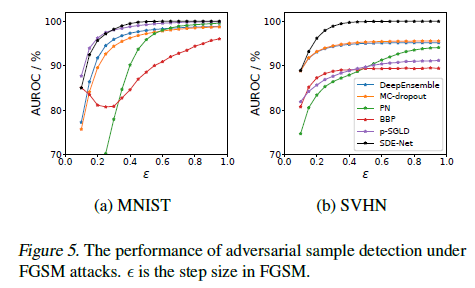 100
90
80
70
AUROC / %
0.0 0.2 0.4 0.6 0.8 1.0
ε
(a) MNIST
100
90
80
70
AUROC / %
DeepEnsemble
MC-dropout
PN
BBP
p-SGLD
SDE-Net
0.0 0.2 0.4 0.6 0.8 1.0
ε
(b) SVHN
Figure 5. The performance of adversarial sample detection under
FGSM attacks. ϵ is the step size in FGSM.